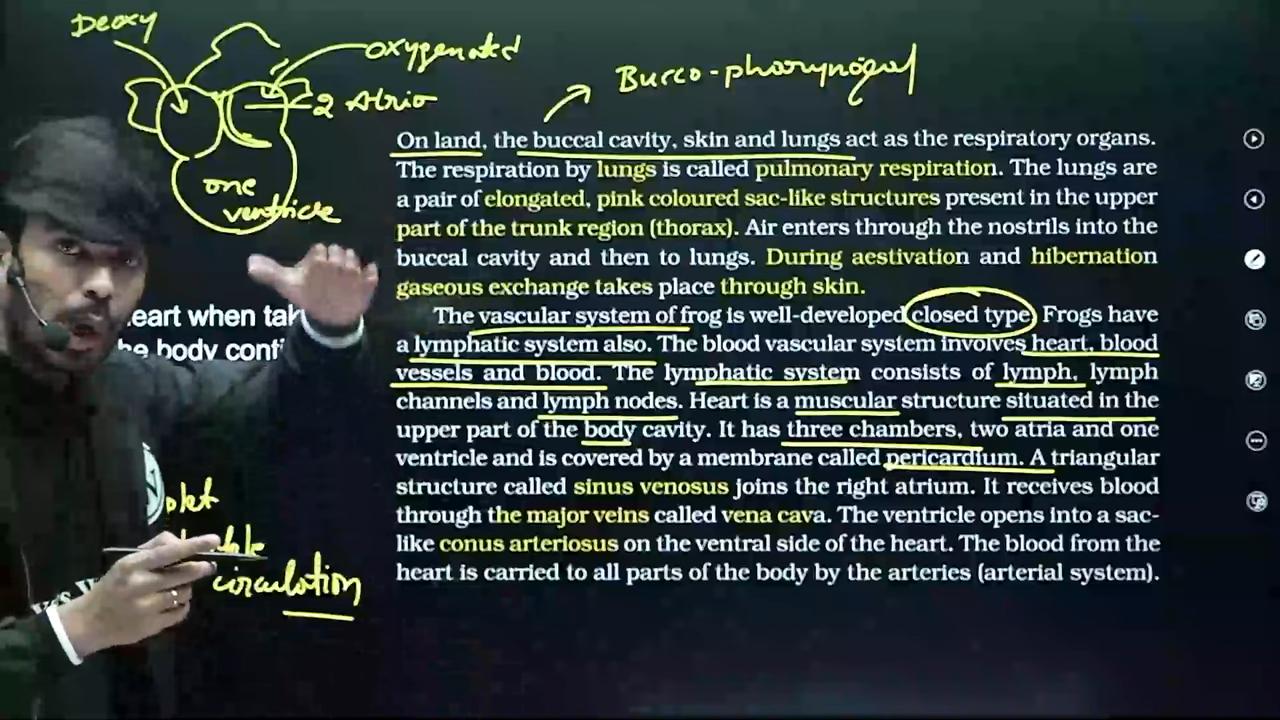 Deoxy
oxygenated
2 Atria
one
ventricle
Bucco-pharyngeal
On land, the buccal cavity, skin and lungs act as the respiratory organs.
The respiration by lungs is called pulmonary respiration. The lungs are
a pair of elongated, pink coloured sac-like structures present in the upper
part of the trunk region (thorax). Air enters through the nostrils into the
buccal cavity and then to lungs. During aestivation and hibernation
gaseous exchange takes place through skin.
The vascular system of frog is well-developed closed type. Frogs have
a lymphatic system also. The blood vascular system involves heart, blood
vessels and blood. The lymphatic system consists of lymph, lymph
channels and lymph nodes. Heart is a muscular structure situated in the
upper part of the body cavity. It has three chambers, two atria and one
ventricle and is covered by a membrane called pericardium. A triangular
structure called sinus venosus joins the right atrium. It receives blood
through the major veins called vena cava. The ventricle opens into a sac-
like conus arteriosus on the ventral side of the heart. The blood from the
heart is carried to all parts of the body by the arteries (arterial system).
eart when tak
he body conti
circulation